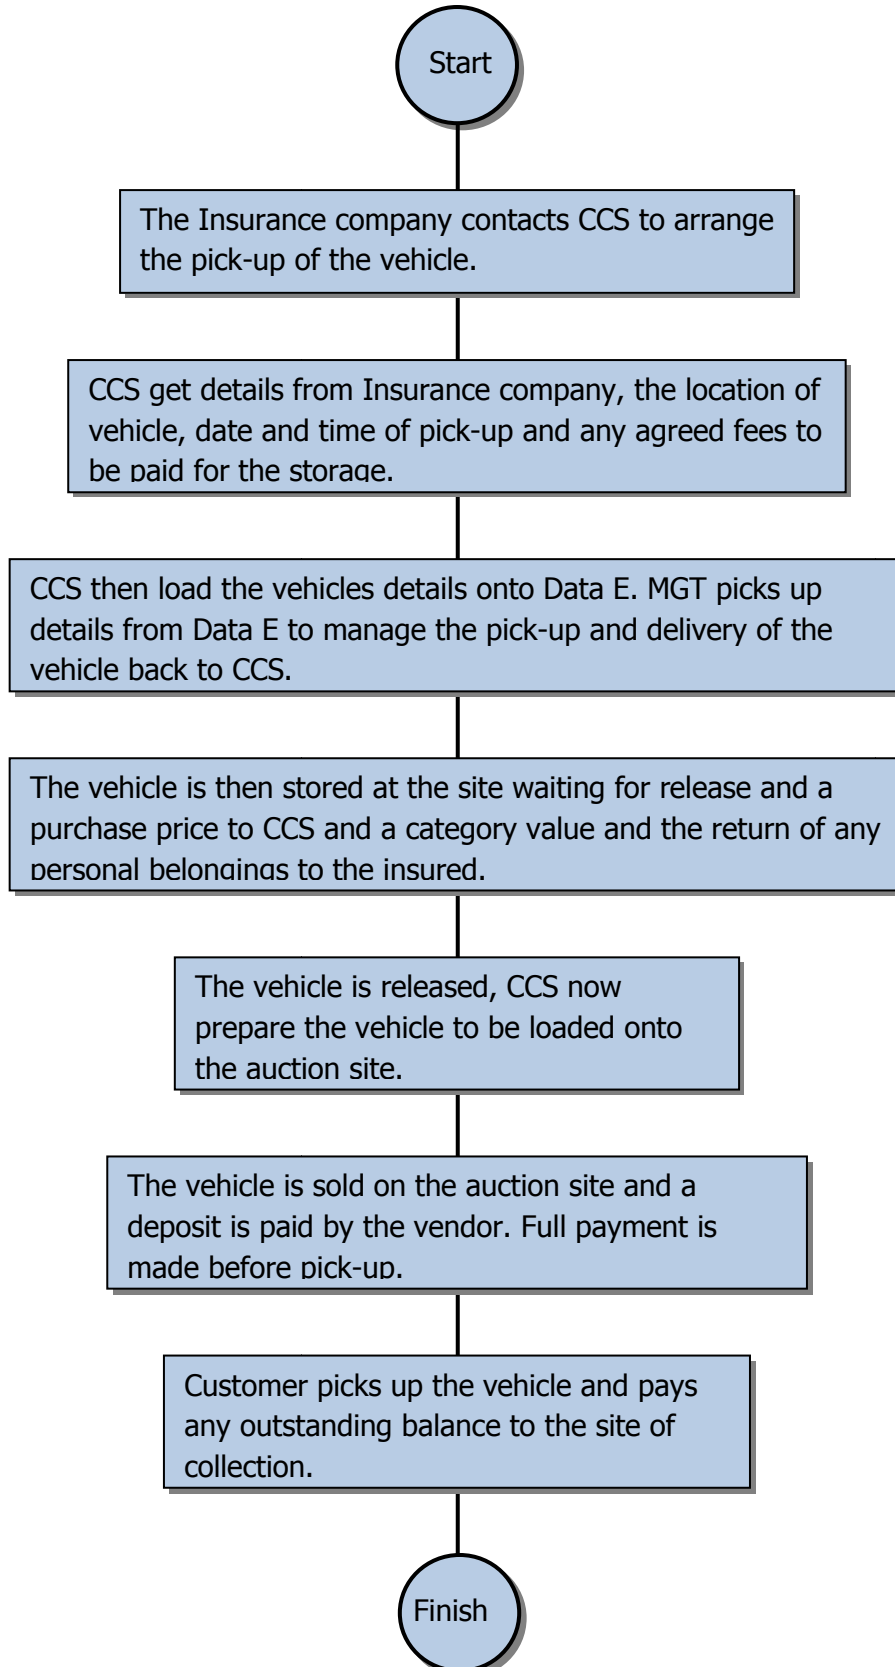 Start
The Insurance company contacts CCS to arrange
the pick-up of the vehicle.
CCS get details from Insurance company, the location of
vehicle, date and time of pick-up and any agreed fees to
be paid for the storage.
CCS then load the vehicles details onto Data E. MGT picks up
details from Data E to manage the pick-up and delivery of the
vehicle back to CCS.
The vehicle is then stored at the site waiting for release and a
purchase price to CCS and a category value and the return of any
personal belongings to the insured.
The vehicle is released, CCS now
prepare the vehicle to be loaded onto
the auction site.
The vehicle is sold on the auction site and a
deposit is paid by the vendor. Full payment is
made before pick-up.
Customer picks up the vehicle and pays
any outstanding balance to the site of
collection.
Finish